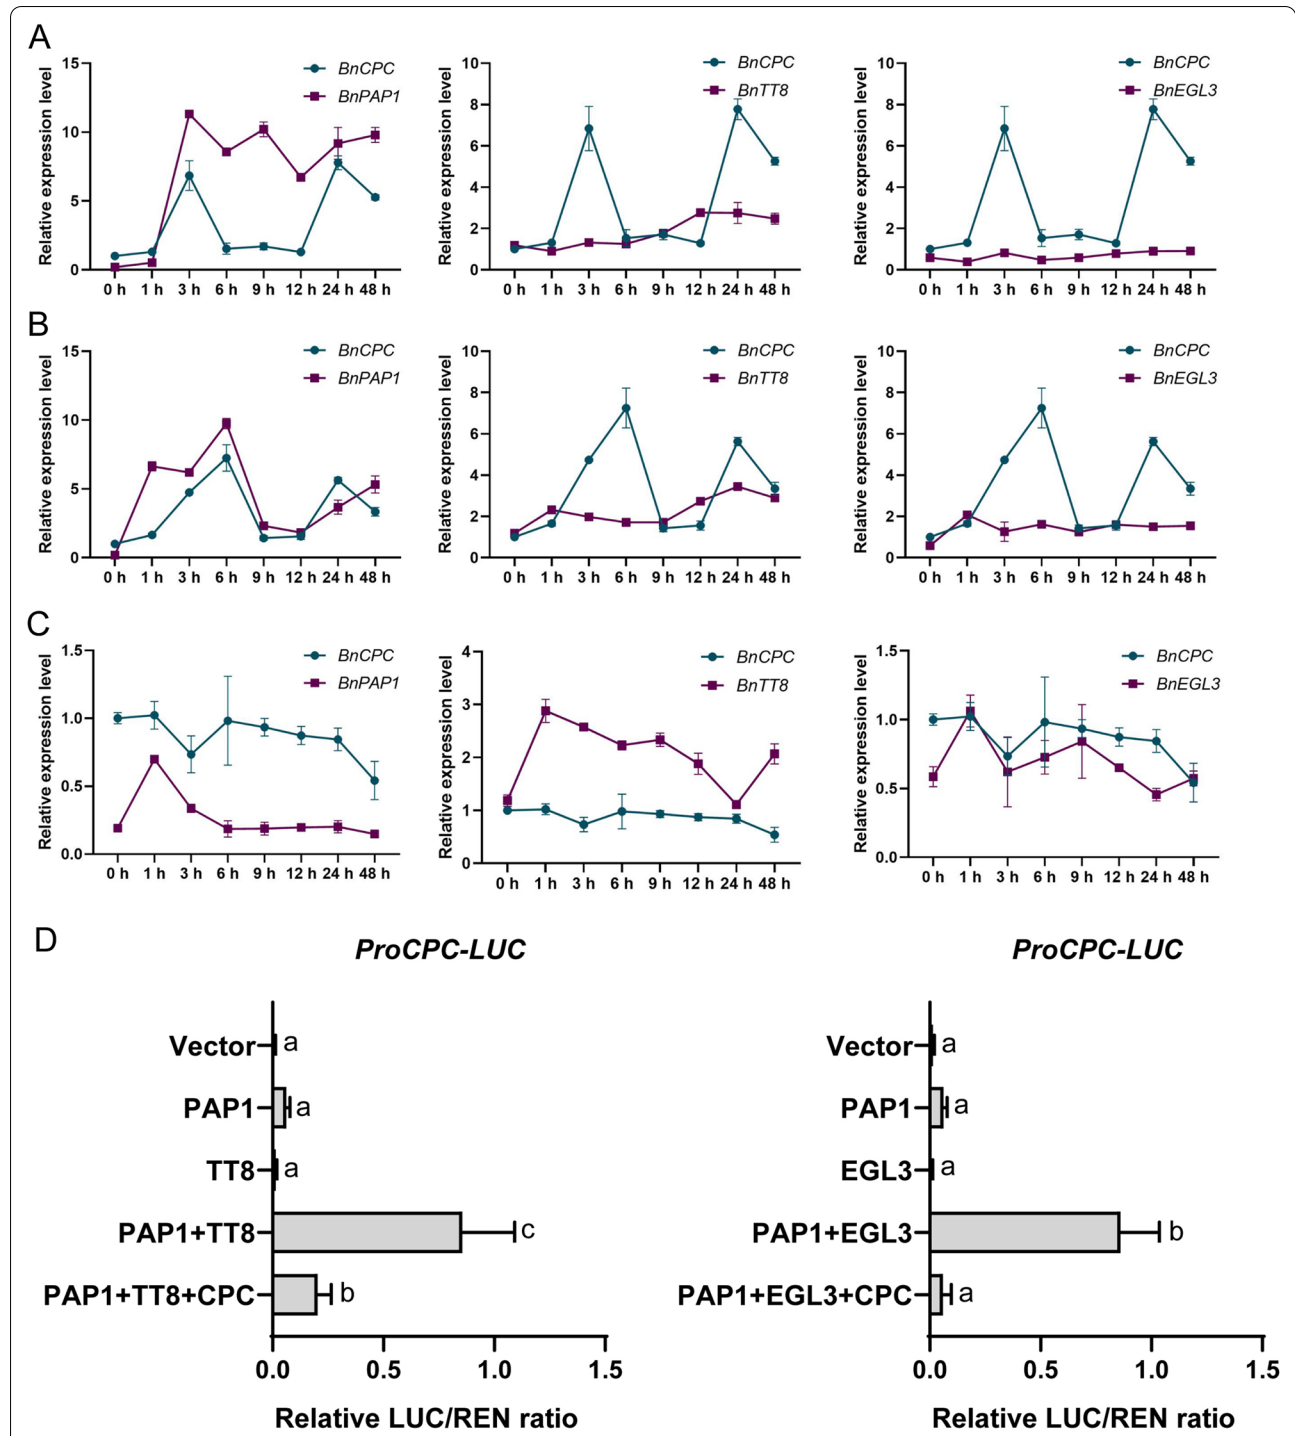 A
Relative expression level
15
10
5
0
0 h 1 h 3 h 6 h 9 h 12 h 24 h 48 h
BnCPC
BnPAP1
Relative expression level
10
8
6
4
2
0
0 h 1 h 3 h 6 h 9 h 12 h 24 h 48 h
BnCPC
BnTT8
Relative expression level
10
8
6
4
2
0
0 h 1 h 3 h 6 h 9 h 12 h 24 h 48 h
BnCPC
BnEGL3
B
Relative expression level
15
10
5
0
0 h 1 h 3 h 6 h 9 h 12 h 24 h 48 h
BnCPC
BnPAP1
Relative expression level
10
8
6
4
2
0
0 h 1 h 3 h 6 h 9 h 12 h 24 h 48 h
BnCPC
BnTT8
Relative expression level
10
8
6
4
2
0
0 h 1 h 3 h 6 h 9 h 12 h 24 h 48 h
BnCPC
BnEGL3
C
Relative expression level
1.5
1.0
0.5
0.0
0 h 1 h 3 h 6 h 9 h 12 h 24 h 48 h
BnCPC
BnPAP1
Relative expression level
4
3
2
1
0
0 h 1 h 3 h 6 h 9 h 12 h 24 h 48 h
BnCPC
BnTT8
Relative expression level
1.5
1.0
0.5
0.0
0 h 1 h 3 h 6 h 9 h 12 h 24 h 48 h
BnCPC
BnEGL3
D
ProCPC-LUC
Vector a
PAP1 a
TT8 a
PAP1+TT8 c
PAP1+TT8+CPC b
0.0 0.5 1.0 1.5
Relative LUC/REN ratio
ProCPC-LUC
Vector a
PAP1 a
EGL3 a
PAP1+EGL3 b
PAP1+EGL3+CPC a
0.0 0.5 1.0 1.5
Relative LUC/REN ratio